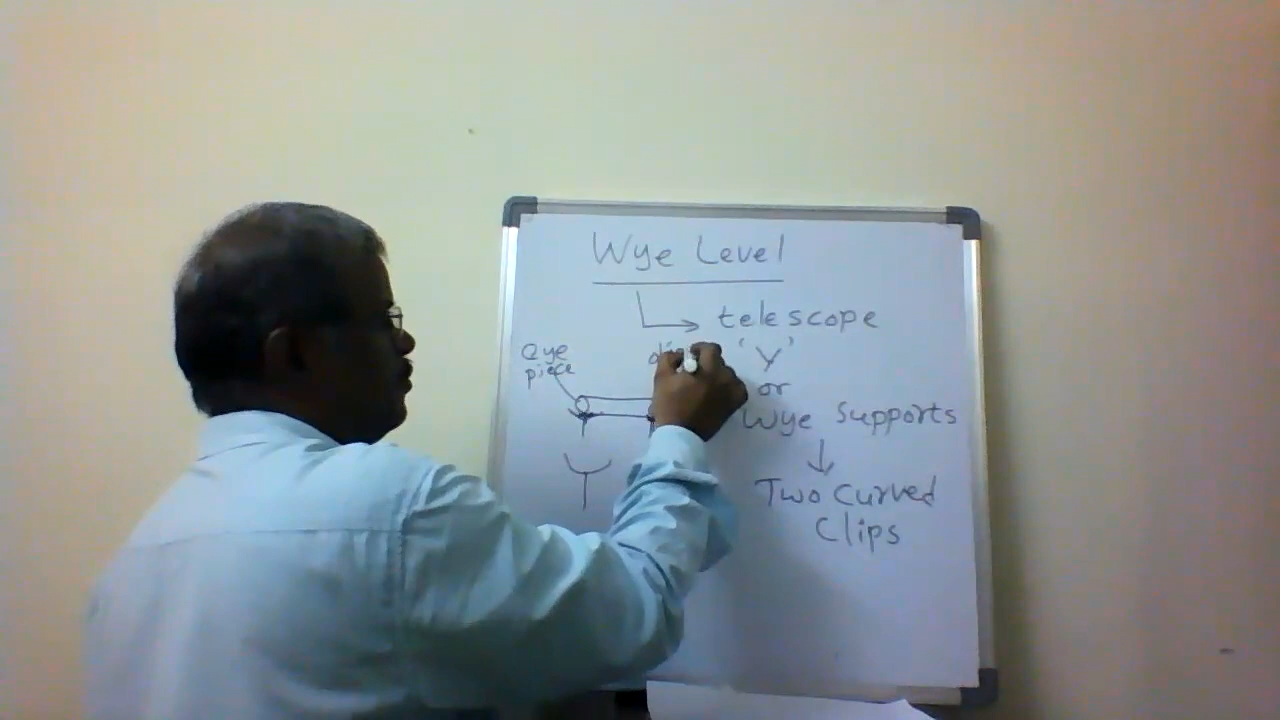 Wye Level
telescope
'Y'
or
Wye Supports
Two Curved
Clips
eye
piece